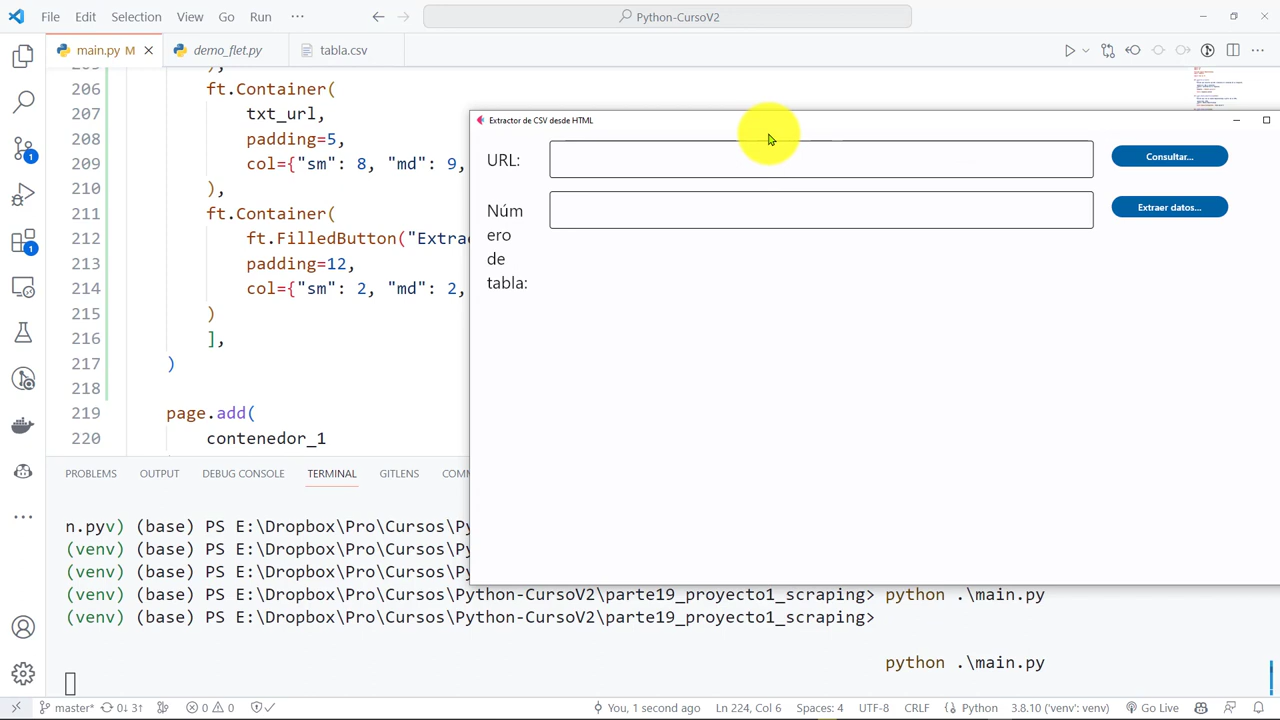 File Edit Selection View Go Run ··· Python-CursoV2
main.py M demo_flet.py tabla.csv
206 ft.Container(
207 txt_url,
208 padding=5,
209 col={"sm": 8, "md": 9,
210 ),
211 ft.Container(
212 ft.FilledButton("Extra
213 padding=12,
214 col={"sm": 2, "md": 2,
215 )
216 ],
217 )
218
219 page.add(
220 contenedor_1
Extractor de CSV desde HTML
URL: Consultar...
Núm
ero
de
tabla:
Extraer datos...
PROBLEMS OUTPUT DEBUG CONSOLE TERMINAL GITLENS COMM
n.pyv) (base) PS E:\Dropbox\Pro\Cursos\Py
(venv) (base) PS E:\Dropbox\Pro\Cursos\Py
(venv) (base) PS E:\Dropbox\Pro\Cursos\Py
(venv) (base) PS E:\Dropbox\Pro\Cursos\Python-CursoV2\parte19_proyecto1_scraping> python .\main.py
(venv) (base) PS E:\Dropbox\Pro\Cursos\Python-CursoV2\parte19_proyecto1_scraping>
python .\main.py
master* 0↓ 3↑ 0 0 You, 1 second ago Ln 224, Col 6 Spaces: 4 UTF-8 CRLF Python 3.8.10 ('venv': venv) Go Live